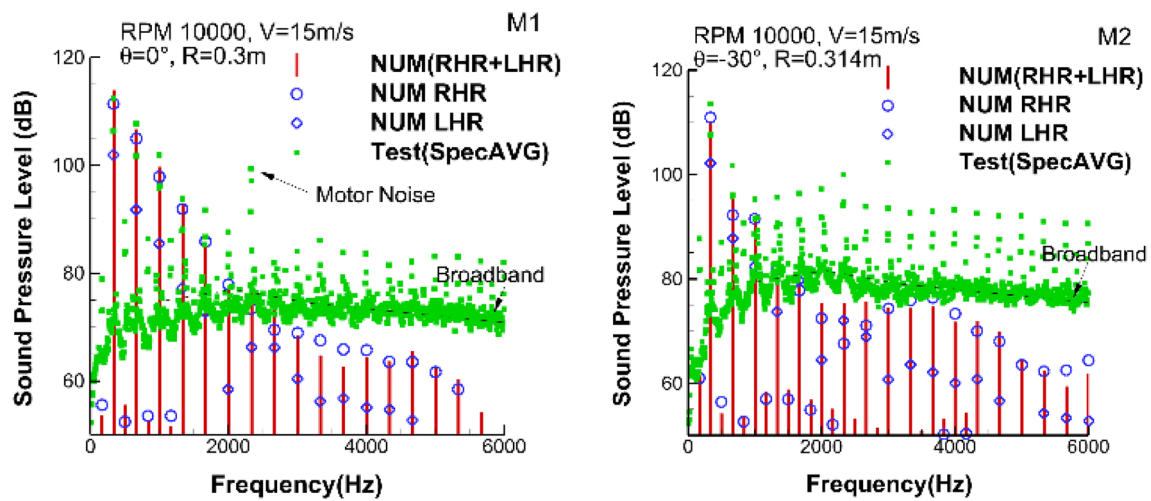 RPM 10000, V=15m/s
M1
θ=0°, R=0.3m
NUM(RHR+LHR)
NUM RHR
NUM LHR
Test(SpecAVG)
Motor Noise
Broadband
Sound Pressure Level (dB)
120
100
80
60
0
2000
4000
6000
Frequency(Hz)
RPM 10000, V=15m/s
M2
θ=-30°, R=0.314m
NUM(RHR+LHR)
NUM RHR
NUM LHR
Test(SpecAVG)
Broadband
Sound Pressure Level (dB)
120
100
80
60
0
2000
4000
6000
Frequency(Hz)